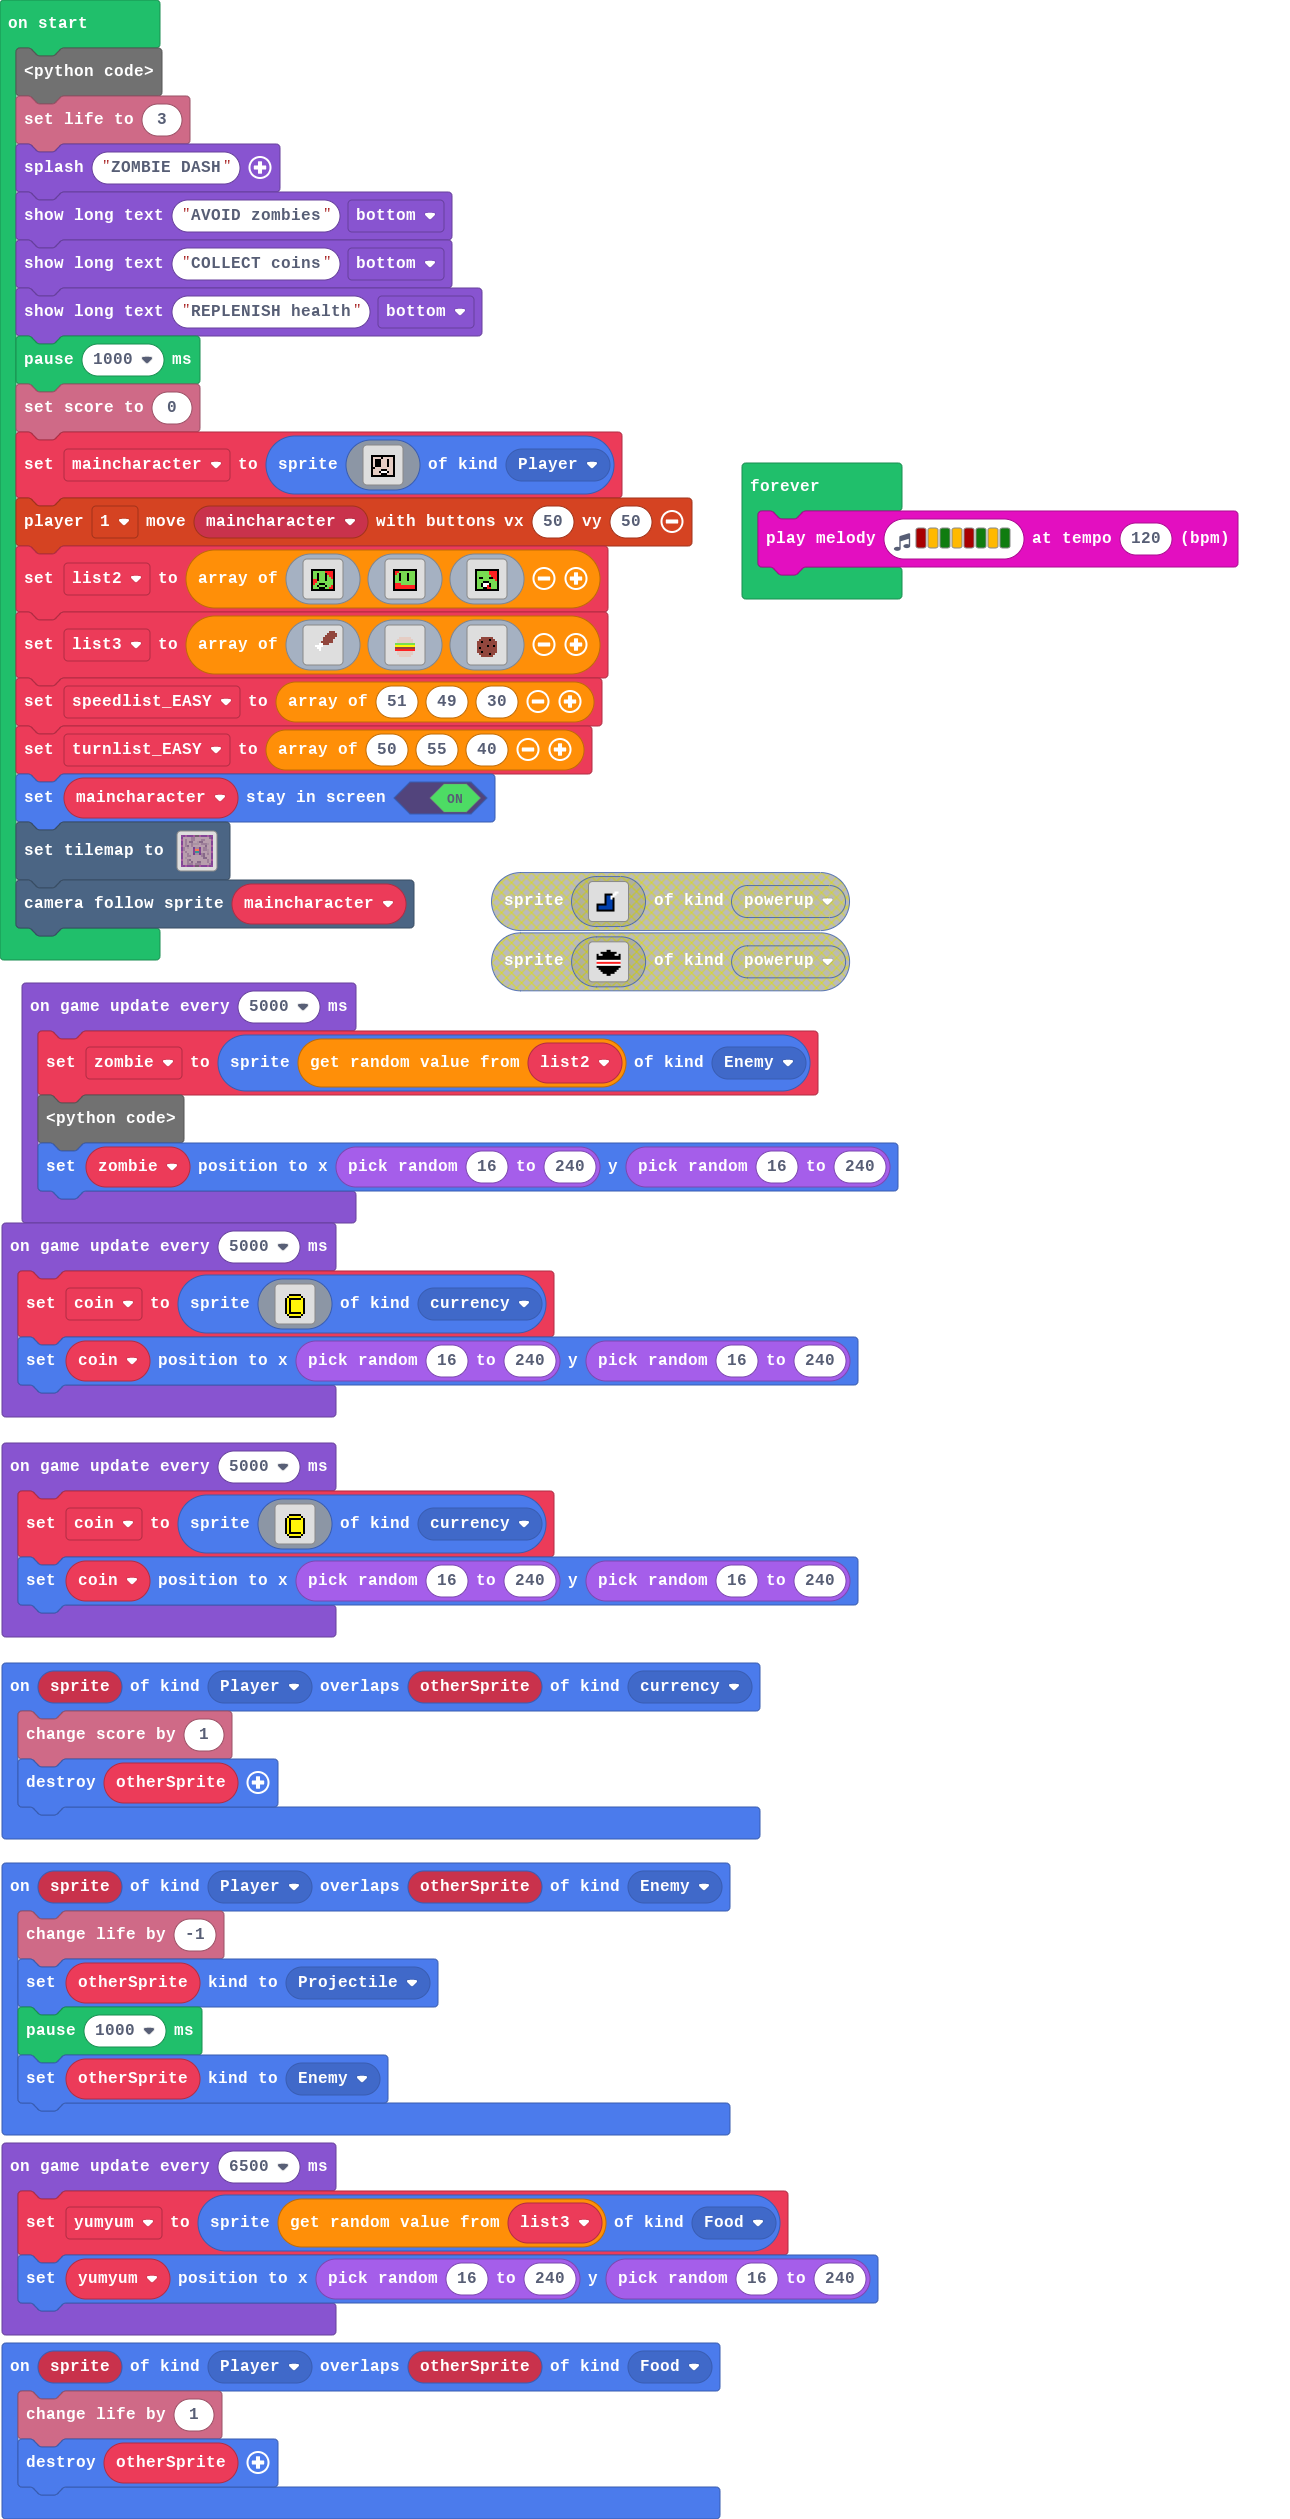 on start
<python code>
set life to 3
splash "ZOMBIE DASH"
show long text "AVOID zombies" bottom
show long text "COLLECT coins" bottom
show long text "REPLENISH health" bottom
pause 1000 ms
set score to 0
set maincharacter to sprite of kind Player
player 1 move maincharacter with buttons vx 50 vy 50
set list2 to array of
set list3 to array of
set speedlist_EASY to array of 51 49 30
set turnlist_EASY to array of 50 55 40
set maincharacter stay in screen ON
set tilemap to
camera follow sprite maincharacter
forever
play melody at tempo 120 (bpm)
sprite of kind powerup
sprite of kind powerup
on game update every 5000 ms
set zombie to sprite get random value from list2 of kind Enemy
<python code>
set zombie position to x pick random 16 to 240 y pick random 16 to 240
on game update every 5000 ms
set coin to sprite of kind currency
set coin position to x pick random 16 to 240 y pick random 16 to 240
on game update every 5000 ms
set coin to sprite of kind currency
set coin position to x pick random 16 to 240 y pick random 16 to 240
on sprite of kind Player overlaps otherSprite of kind currency
change score by 1
destroy otherSprite
on sprite of kind Player overlaps otherSprite of kind Enemy
change life by -1
set otherSprite kind to Projectile
pause 1000 ms
set otherSprite kind to Enemy
on game update every 6500 ms
set yumyum to sprite get random value from list3 of kind Food
set yumyum position to x pick random 16 to 240 y pick random 16 to 240
on sprite of kind Player overlaps otherSprite of kind Food
change life by 1
destroy otherSprite